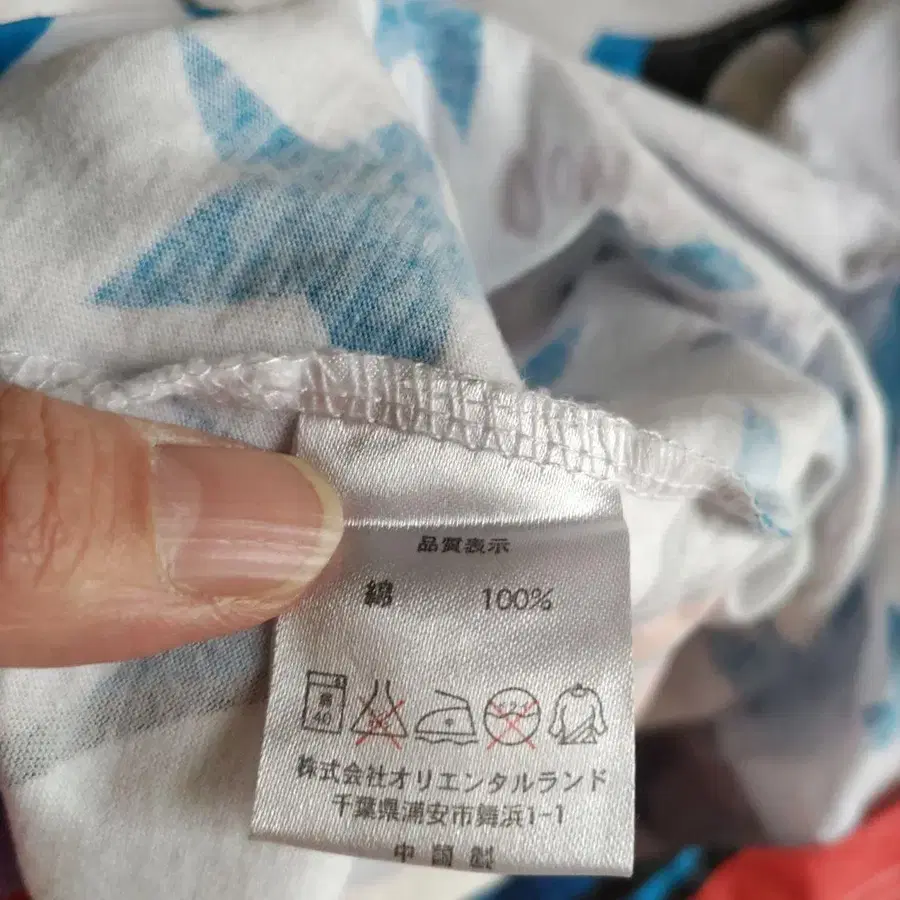 品質表示
綿 100%
40
株式会社オリエンタルランド
千葉県浦安市舞浜1-1
中国製